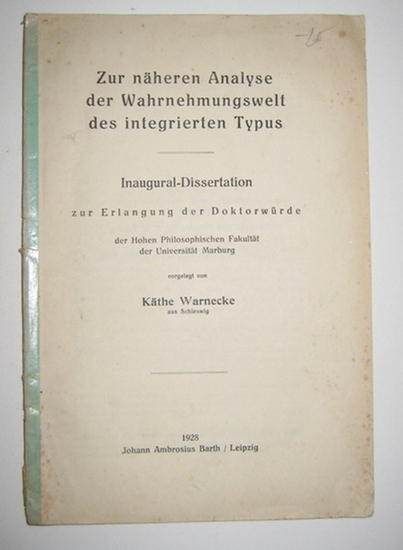 Zur näheren Analyse
der Wahrnehmungswelt
des integrierten Typus
Inaugural-Dissertation
zur Erlangung der Doktorwürde
der Hohen Philosophischen Fakultät
der Universität Marburg
vorgelegt von
Käthe Warnecke
aus Schleswig
1928
Johann Ambrosius Barth / Leipzig